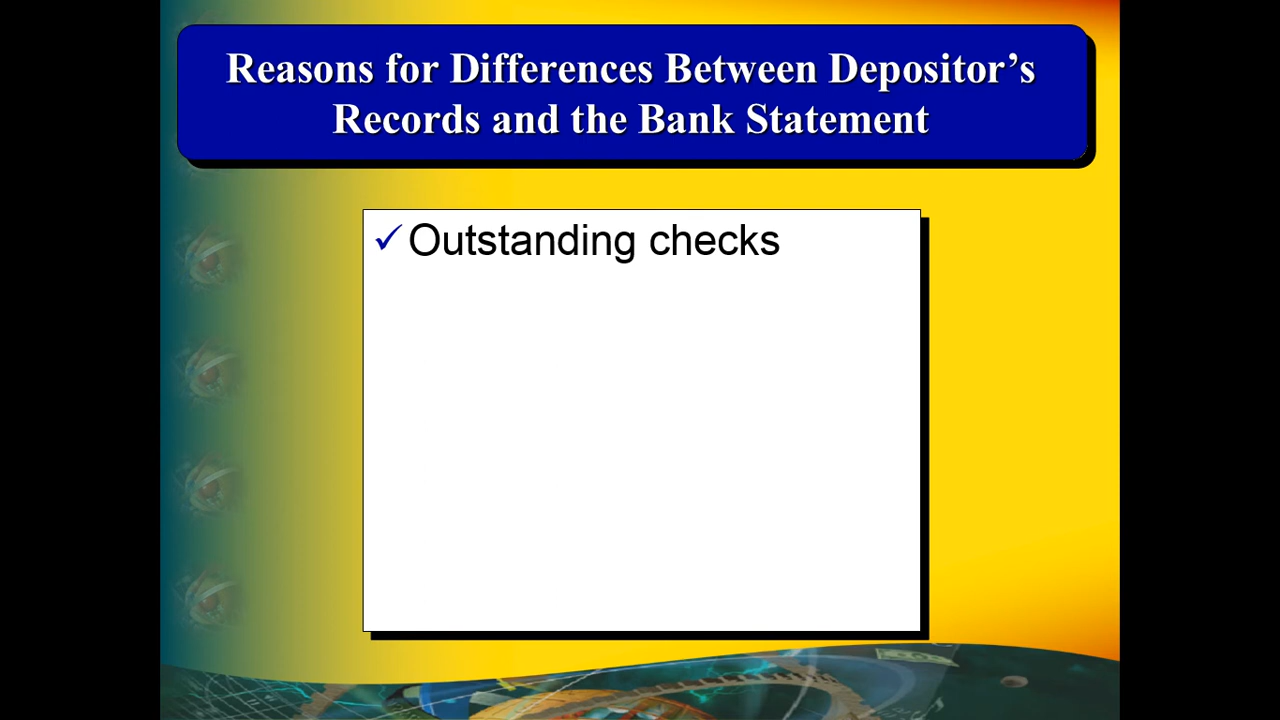 Reasons for Differences Between Depositor’s
Records and the Bank Statement
✓Outstanding checks